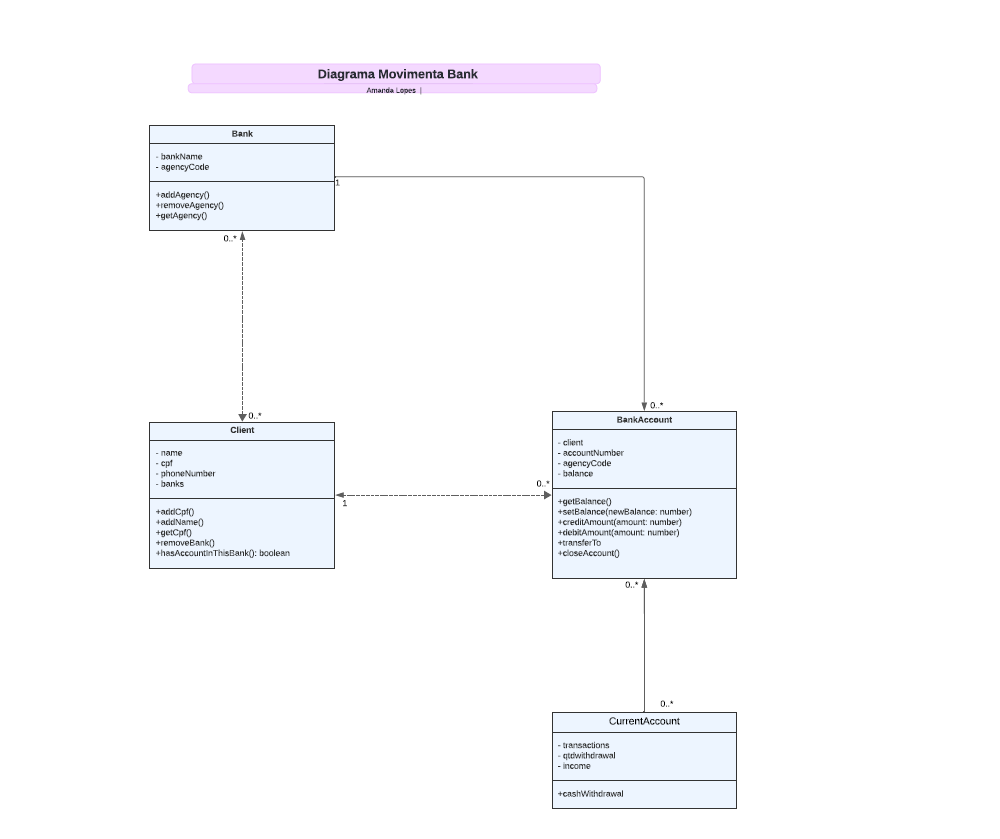 Diagrama Movimenta Bank
Amanda Lopes |
Bank
- bankName
- agencyCode
+addAgency()
+removeAgency()
+getAgency()
1
0..*
0..*
Client
- name
- cpf
- phoneNumber
- banks
+addCpf()
+addName()
+getCpf()
+removeBank()
+hasAccountInThisBank(): boolean
1
0..*
0..*
BankAccount
- client
- accountNumber
- agencyCode
- balance
+getBalance()
+setBalance(newBalance: number)
+creditAmount(amount: number)
+debitAmount(amount: number)
+transferTo
+closeAccount()
0..*
0..*
CurrentAccount
- transactions
- qtdwithdrawal
- income
+cashWithdrawal